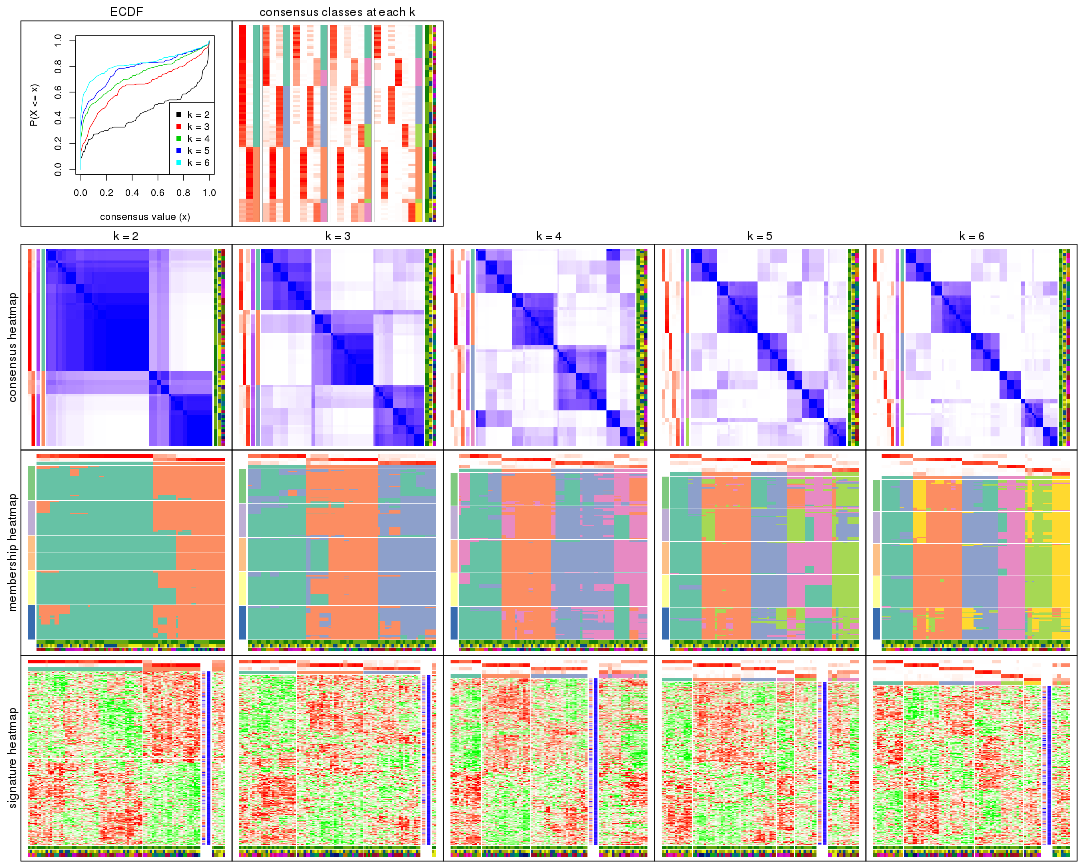 ECDF
consensus classes at each k
P(X <= x)
0.0 0.2 0.4 0.6 0.8 1.0
k = 2
k = 3
k = 4
k = 5
k = 6
0.0 0.2 0.4 0.6 0.8 1.0
consensus value (x)
k = 2 k = 3 k = 4 k = 5 k = 6
consensus heatmap
membership heatmap
signature heatmap